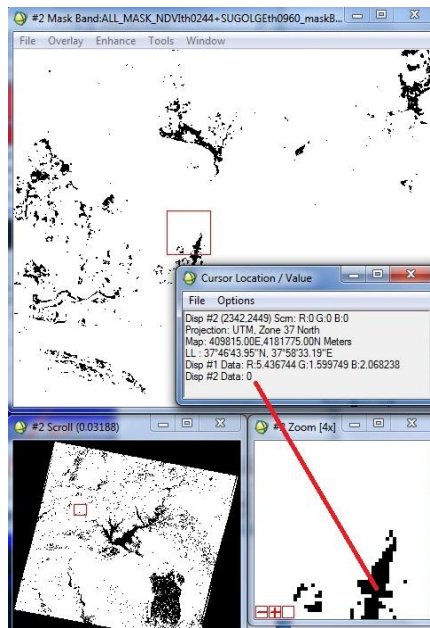 #2 Mask Band:ALL_MASK_NDVIth0244+SUGOLGEth0960_maskB...
File Overlay Enhance Tools Window
Cursor Location / Value
File Options
Disp #2 (2342,2449) Scrn: R:0 G:0 B:0
Projection: UTM, Zone 37 North
Map: 409815.00E,4181775.00N Meters
LL : 37°46'43.95"N, 37°58'33.19"E
Disp #1 Data: R:5.436744 G:1.599749 B:2.068238
Disp #2 Data: 0
#2 Scroll (0.03188)
#2 Zoom [4x]